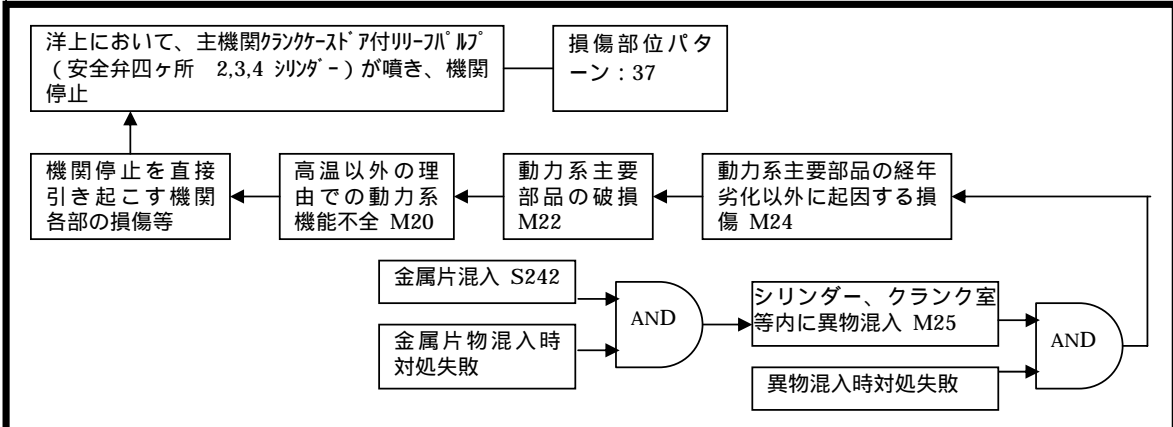 洋上において、主機関ｸﾗﾝｸｹｰｽﾄﾞｱ付ﾘﾘｰﾌﾊﾞﾙﾌﾞ
（安全弁四ヶ所　2,3,4 ｼﾘﾝﾀﾞｰ）が噴き、機関
停止
損傷部位パタ
ーン：37
機関停止を直接
引き起こす機関
各部の損傷等
高温以外の理
由での動力系
機能不全 M20
動力系主要
部品の破損
M22
動力系主要部品の経年
劣化以外に起因する損
傷 M24
金属片混入 S242
金属片物混入時
対処失敗
AND
シリンダー、クランク室
等内に異物混入 M25
異物混入時対処失敗
AND